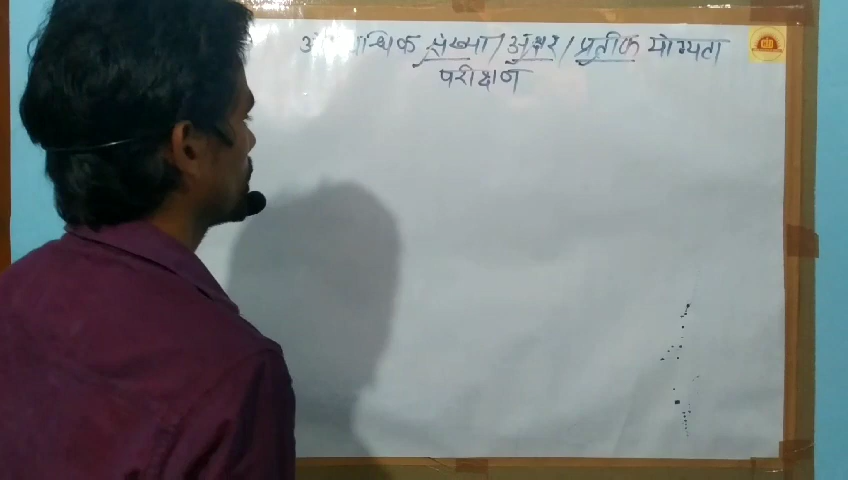 संख्या / अक्षर / प्रतीक योग्यता
परीक्षण